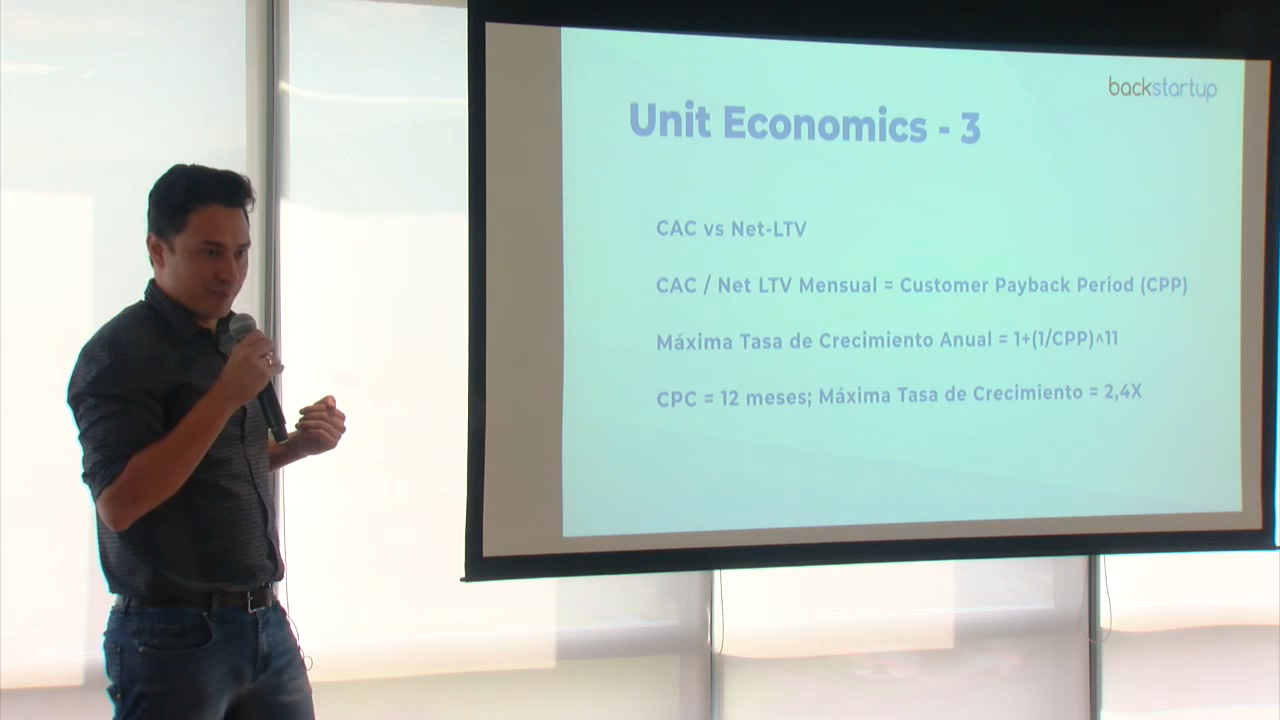 backstartup
Unit Economics - 3
CAC vs Net-LTV
CAC / Net LTV Mensual = Customer Payback Period (CPP)
Máxima Tasa de Crecimiento Anual = 1+(1/CPP)^11
CPC = 12 meses; Máxima Tasa de Crecimiento = 2,4X